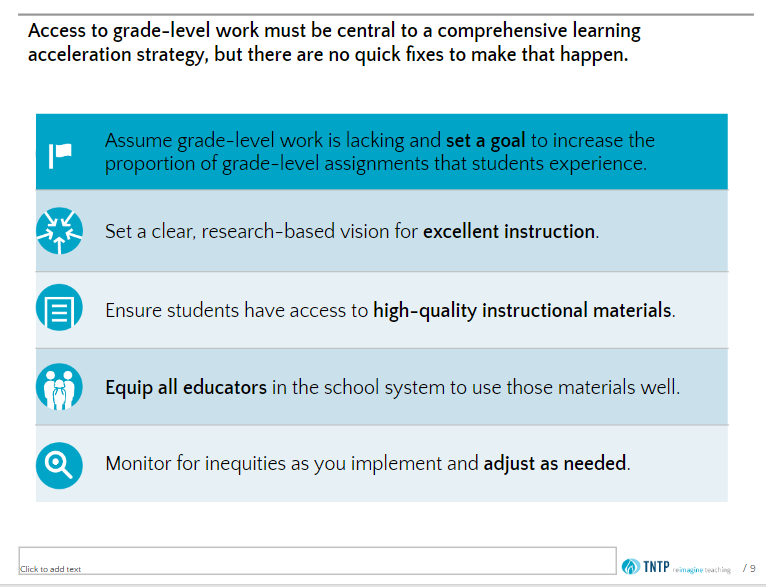 Access to grade-level work must be central to a comprehensive learning
acceleration strategy, but there are no quick fixes to make that happen.
Assume grade-level work is lacking and set a goal to increase the
proportion of grade-level assignments that students experience.
Set a clear, research-based vision for excellent instruction.
Ensure students have access to high-quality instructional materials.
Equip all educators in the school system to use those materials well.
Monitor for inequities as you implement and adjust as needed.
Click to add text
TNTP reimagine teaching / 9